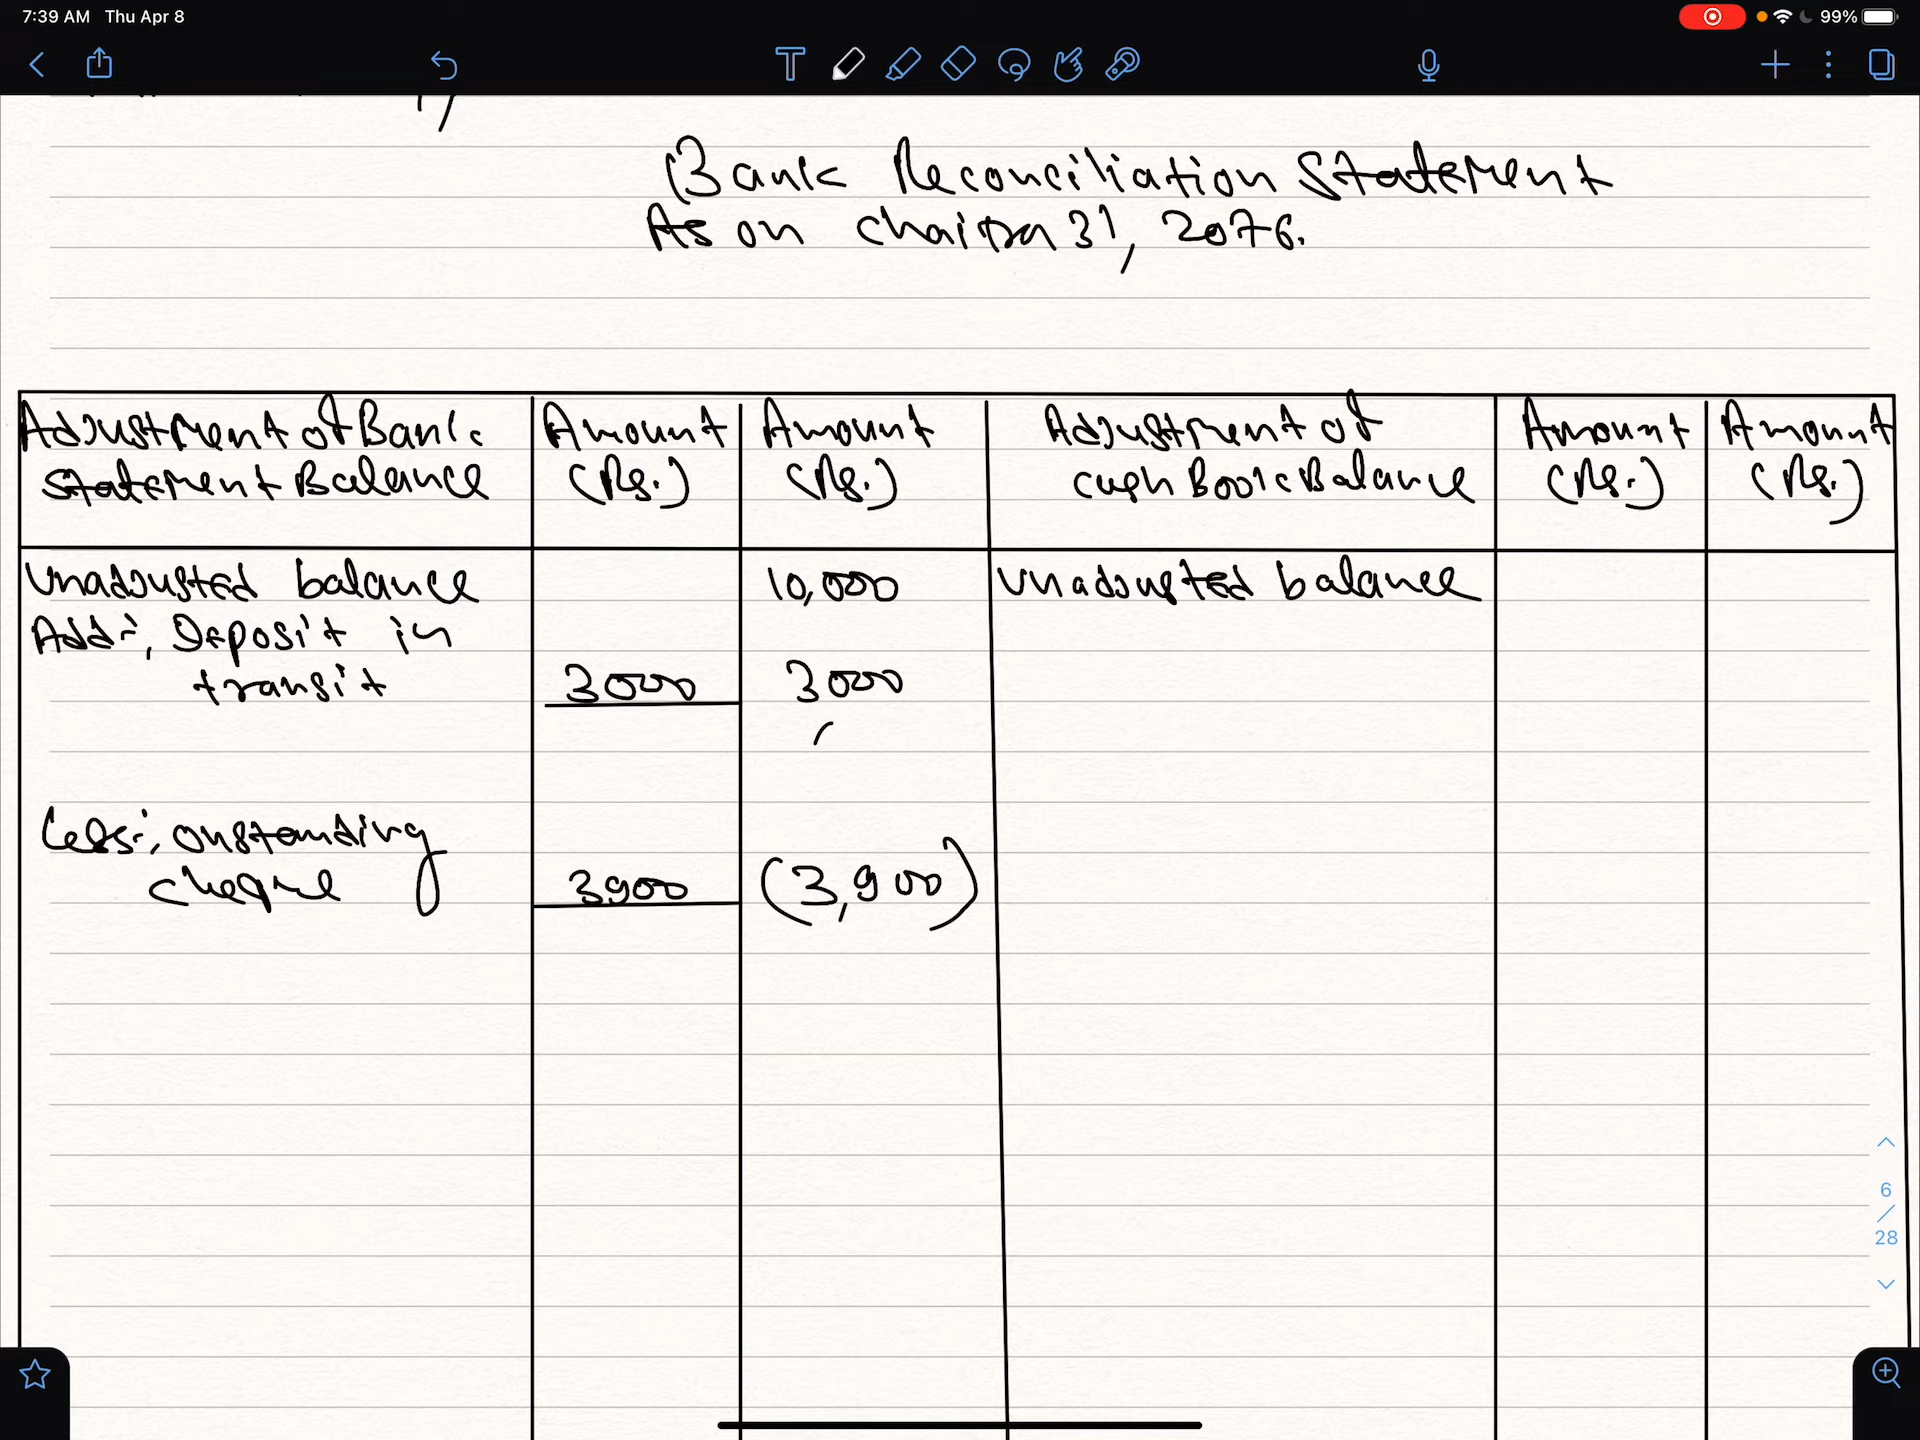 7:39 AM Thu Apr 8
99%
Bank Reconciliation Statement
As on chaitra 31, 2076.
Adjustment of Bank Statement Balance
Amount (Rs.)
Amount (Rs.)
Adjustment of cash Book Balance
Amount (Rs.)
Amount (Rs.)
Unadjusted balance 10,000 Unadjusted balance
Add:, Deposit in
transit 3000 3000
Less:, oustanding
cheque 3900 (3,900)
6
/
28